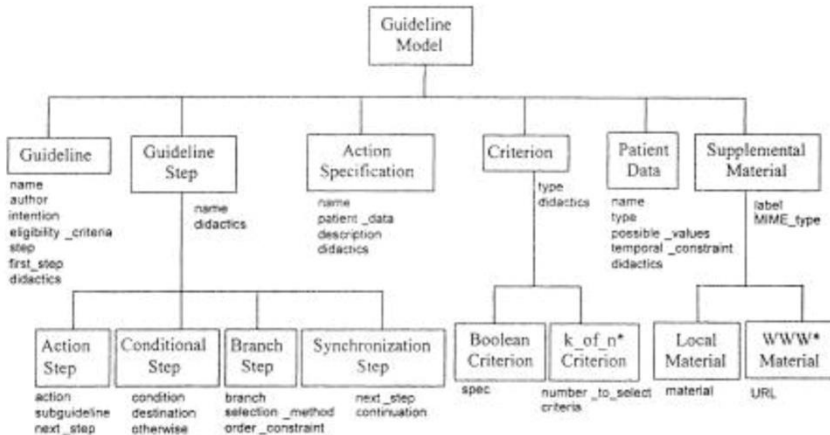 Guideline
Model
Guideline
name
author
intention
eligibility _criteria
step
first_step
didactics
Guideline
Step
name
didactics
Action
Specification
name
patient _data
description
didactics
Criterion
type
didactics
Patient
Data
name
type
possible _values
temporal _constraint
didactics
Supplemental
Material
label
MIME_type
Action
Step
action
subguideline
next_step
Conditional
Step
condition
destination
otherwise
Branch
Step
branch
selection _method
order _constraint
Synchronization
Step
next_step
continuation
Boolean
Criterion
spec
k_of_n*
Criterion
number _to_select
criteria
Local
Material
material
WWW*
Material
URL